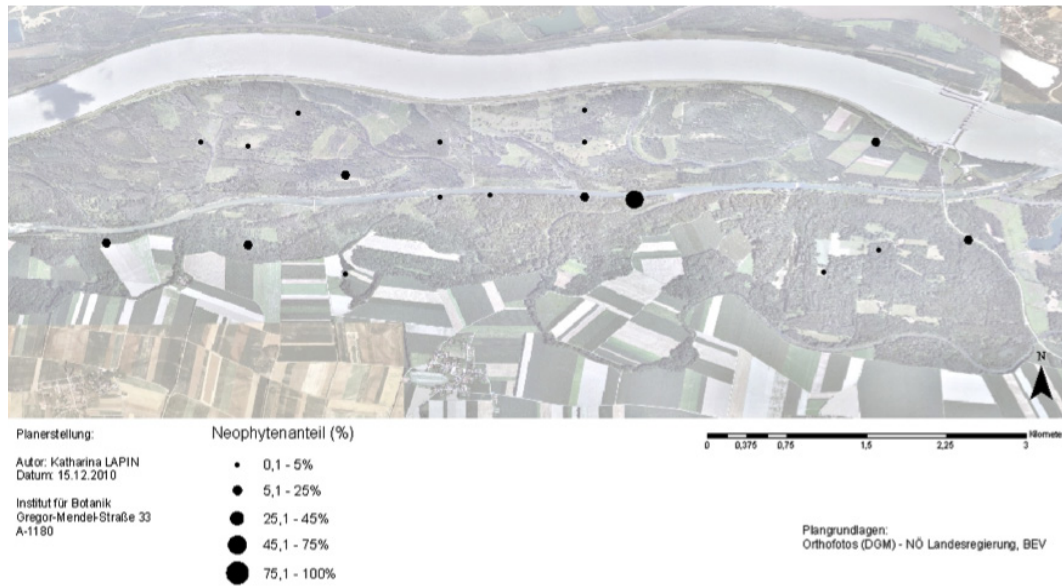 N
Planerstellung:
Autor: Katharina LAPIN
Datum: 15.12.2010
Institut für Botanik
Gregor-Mendel-Straße 33
A-1180
Neophytenanteil (%)
0,1 - 5%
5,1 - 25%
25,1 - 45%
45,1 - 75%
75,1 - 100%
Kilometer
0 0,375 0,75 1,5 2,25 3
Plangrundlagen:
Orthofotos (DGM) - NÖ Landesregierung, BEV